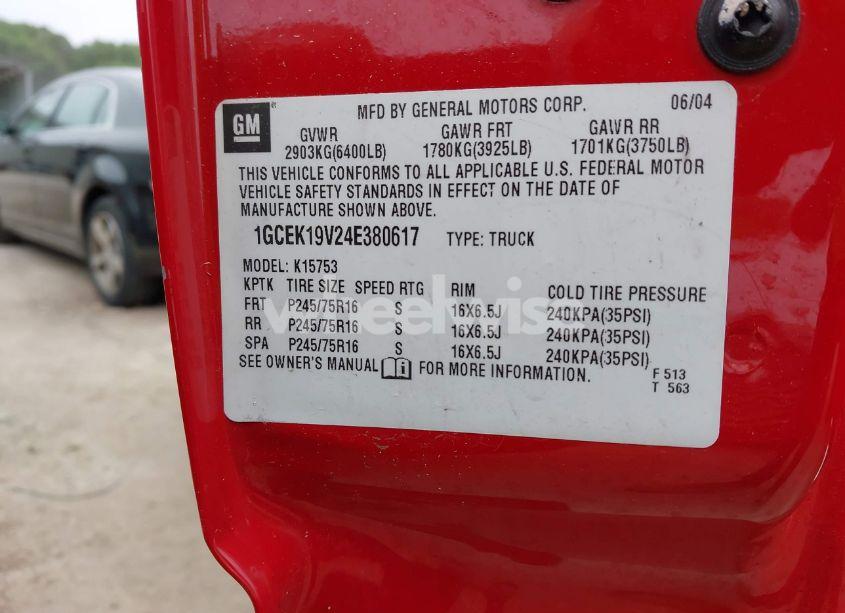 GM
MFD BY GENERAL MOTORS CORP. 06/04
GVWR GAWR FRT GAWR RR
2903KG(6400LB) 1780KG(3925LB) 1701KG(3750LB)
THIS VEHICLE CONFORMS TO ALL APPLICABLE U.S. FEDERAL MOTOR
VEHICLE SAFETY STANDARDS IN EFFECT ON THE DATE OF
MANUFACTURE SHOWN ABOVE.
1GCEK19V24E380617 TYPE: TRUCK
MODEL: K15753
KPTK TIRE SIZE SPEED RTG RIM COLD TIRE PRESSURE
FRT P245/75R16 S 16X6.5J 240KPA(35PSI)
RR P245/75R16 S 16X6.5J 240KPA(35PSI)
SPA P245/75R16 S 16X6.5J 240KPA(35PSI)
SEE OWNER'S MANUAL FOR MORE INFORMATION.
F 513
T 563